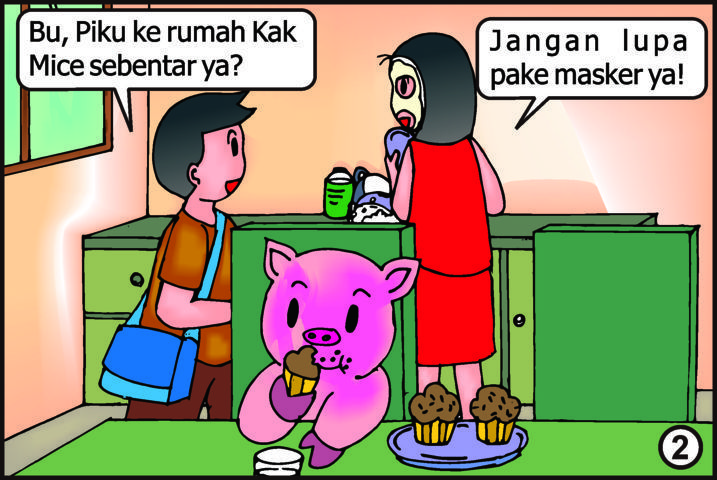 Bu, Piku ke rumah Kak
Mice sebentar ya?
Jangan lupa
pake masker ya!
2